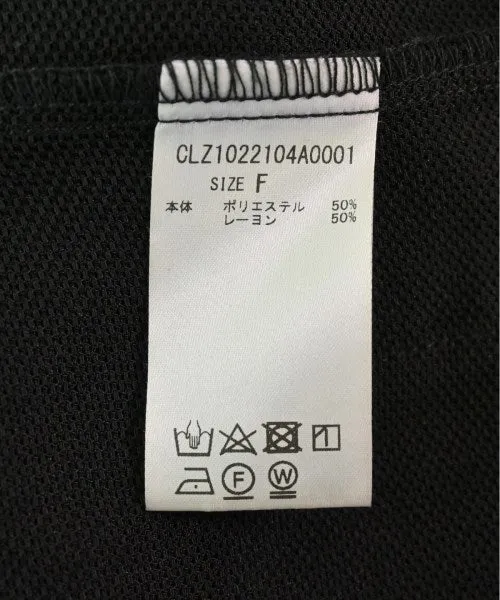 CLZ1022104A0001
SIZE F
本体 ポリエステル 50%
レーヨン 50%
F W